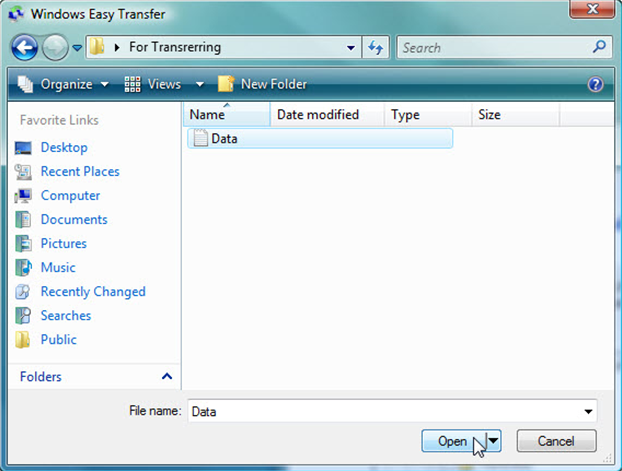 Windows Easy Transfer
For Transrerring
Search
Organize Views New Folder
Favorite Links
Desktop
Recent Places
Computer
Documents
Pictures
Music
Recently Changed
Searches
Public
Folders
Name Date modified Type Size
Data
File name: Data
Open Cancel